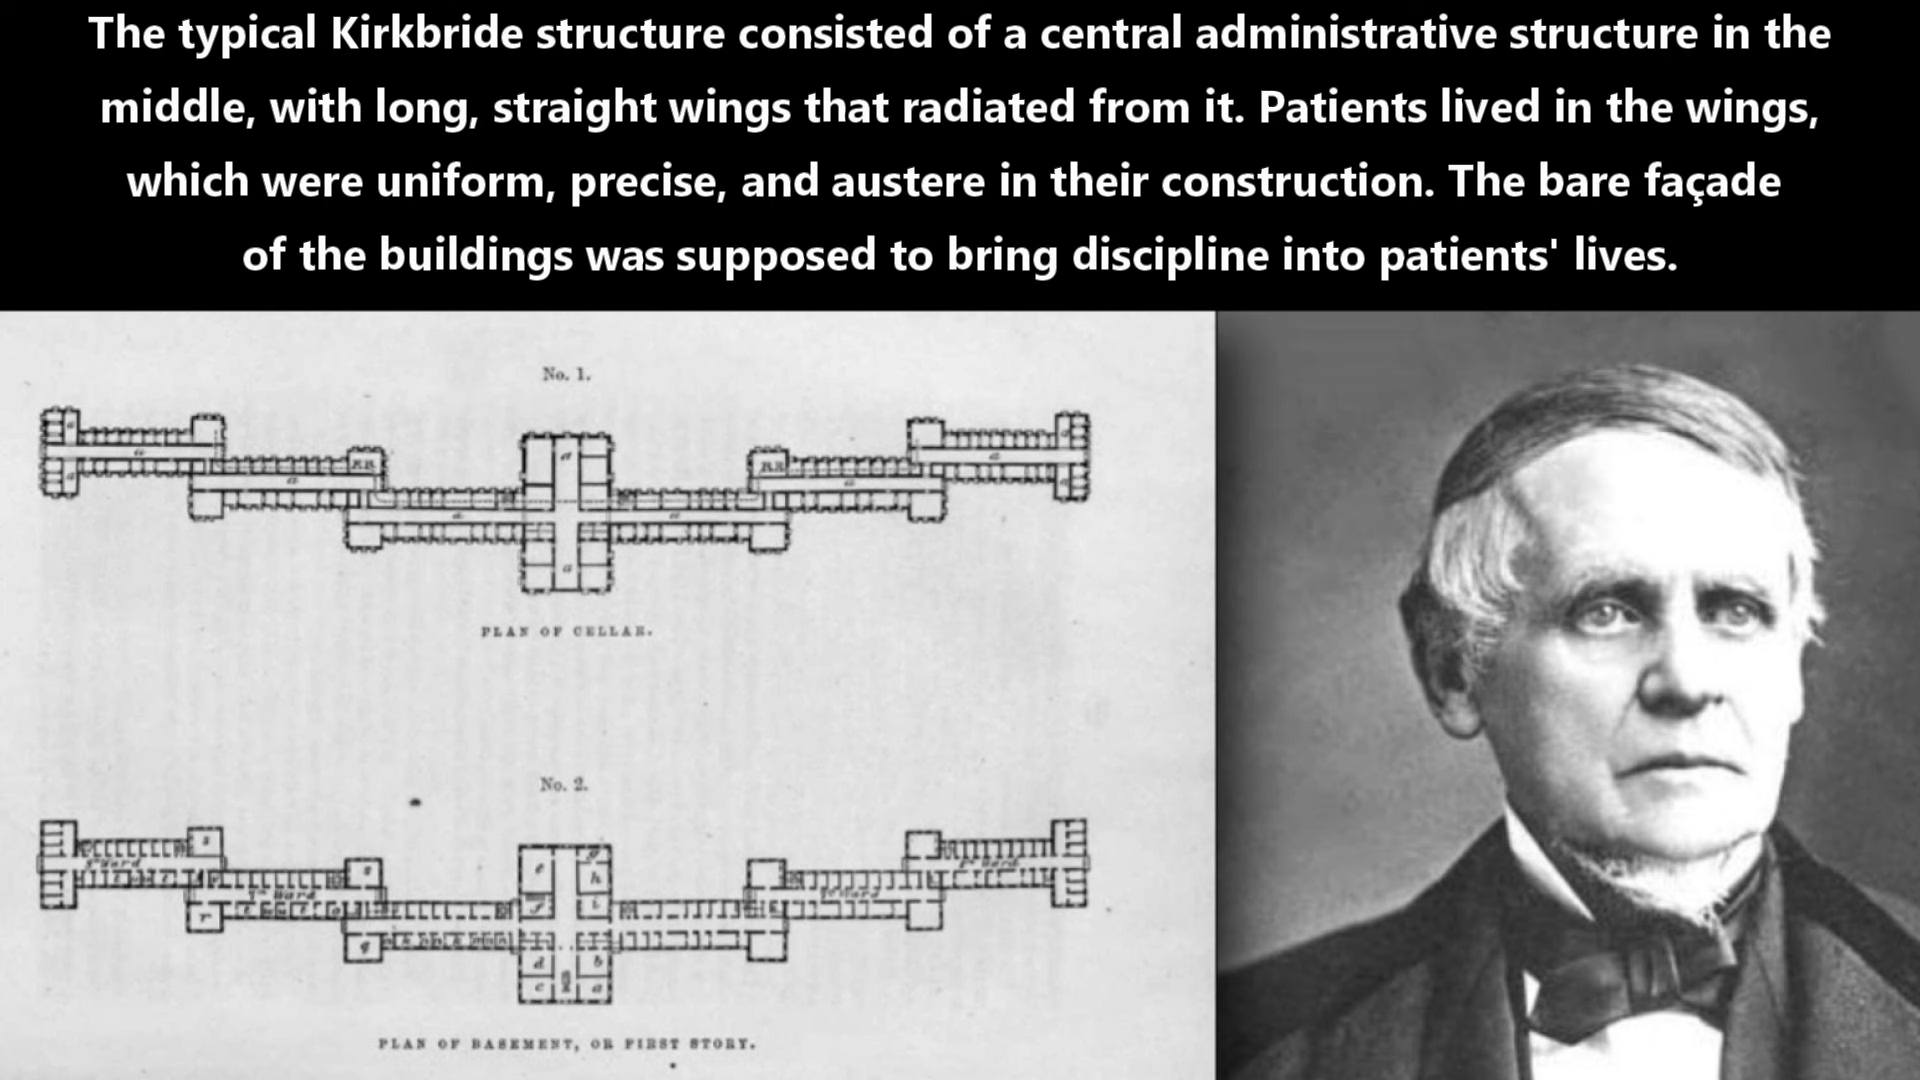 The typical Kirkbride structure consisted of a central administrative structure in the
middle, with long, straight wings that radiated from it. Patients lived in the wings,
which were uniform, precise, and austere in their construction. The bare façade
of the buildings was supposed to bring discipline into patients' lives.
No. 1.
PLAN OF CELLAR.
No. 2.
PLAN OF BASEMENT, OR FIRST STORY.